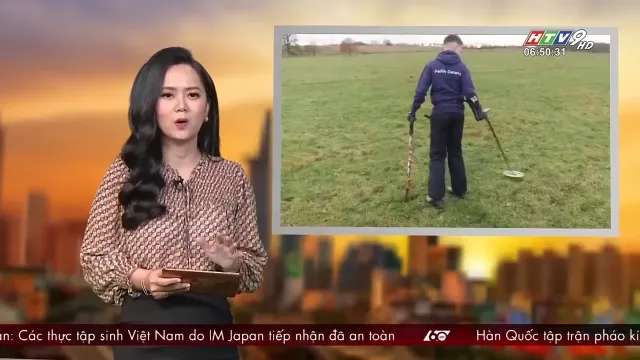 HTV9 HD
06:50:31
an: Các thực tập sinh Việt Nam do IM Japan tiếp nhận đã an toàn
60
Hàn Quốc tập trận pháo ki